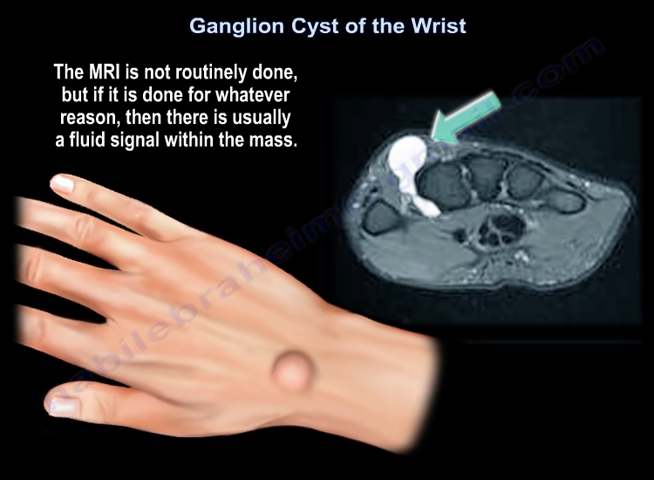 Ganglion Cyst of the Wrist
The MRI is not routinely done,
but if it is done for whatever
reason, then there is usually
a fluid signal within the mass.